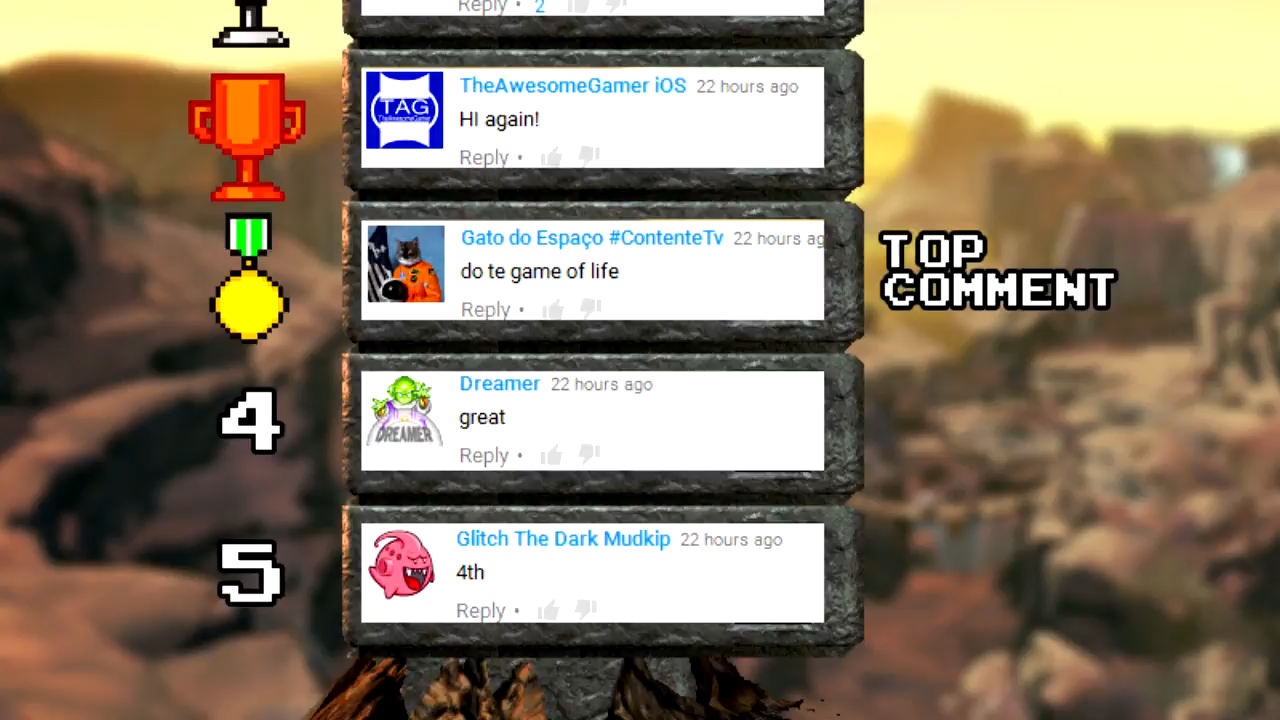 Reply • 2
TheAwesomeGamer iOS 22 hours ago
HI again!
Reply •
TAG
TheAwesomeGamer
Gato do Espaço #ContenteTv 22 hours ag
do te game of life
Reply •
TOP
COMMENT
4
Dreamer 22 hours ago
great
Reply •
DREAMER
5
Glitch The Dark Mudkip 22 hours ago
4th
Reply •